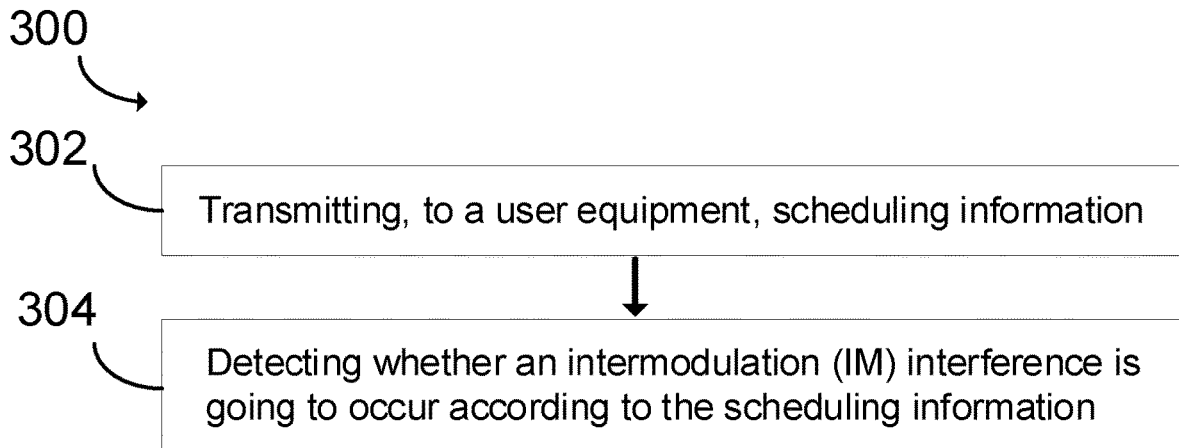 300
302
Transmitting, to a user equipment, scheduling information
304
Detecting whether an intermodulation (IM) interference is
going to occur according to the scheduling information